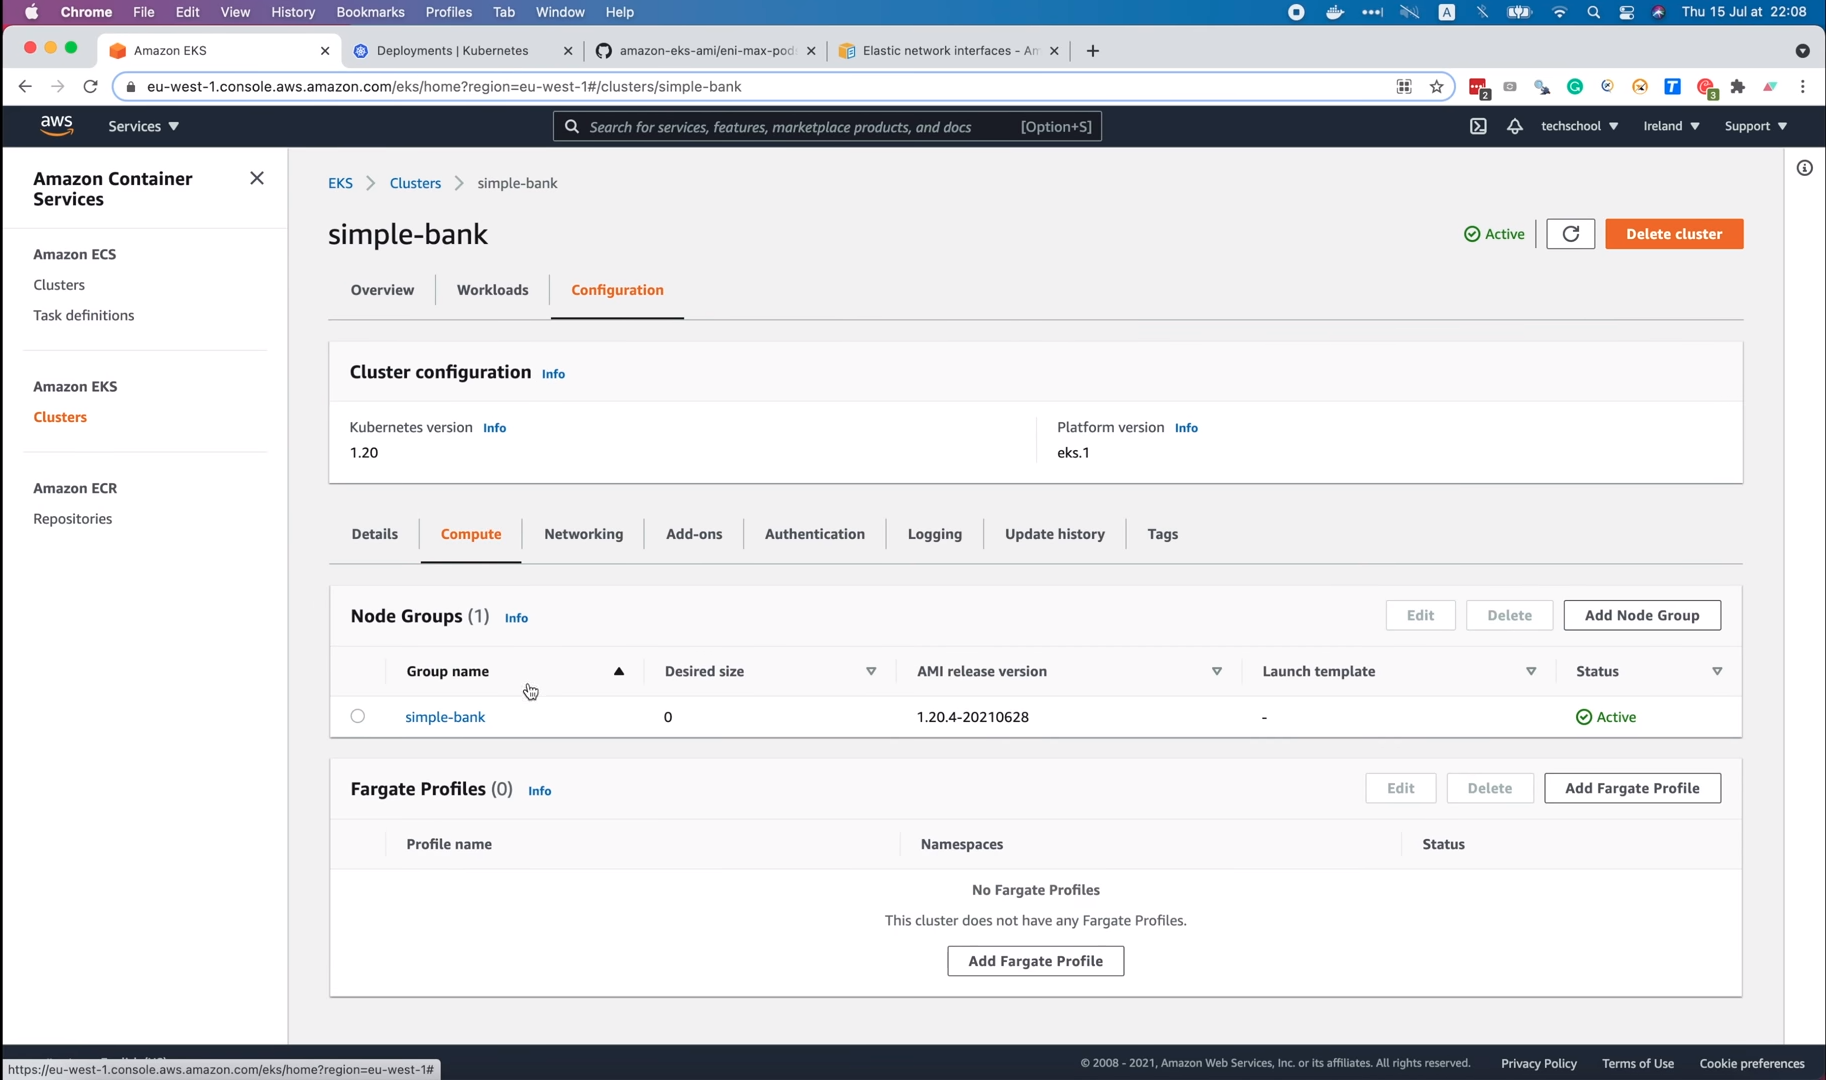 Chrome File Edit View History Bookmarks Profiles Tab Window Help A Thu 15 Jul at 22:08
Amazon EKS Deployments | Kubernetes amazon-eks-ami/eni-max-pod Elastic network interfaces - Am
eu-west-1.console.aws.amazon.com/eks/home?region=eu-west-1#/clusters/simple-bank 2 T 3
aws Services Search for services, features, marketplace products, and docs [Option+S] techschool Ireland Support
Amazon Container
Services
Amazon ECS
Clusters
Task definitions
Amazon EKS
Clusters
Amazon ECR
Repositories
EKS Clusters simple-bank
simple-bank
Active Delete cluster
Overview Workloads Configuration
Cluster configuration Info
Kubernetes version Info
1.20
Platform version Info
eks.1
Details Compute Networking Add-ons Authentication Logging Update history Tags
Node Groups (1) Info Edit Delete Add Node Group
Group name Desired size AMI release version Launch template Status
simple-bank 0 1.20.4-20210628 - Active
Fargate Profiles (0) Info Edit Delete Add Fargate Profile
Profile name Namespaces Status
No Fargate Profiles
This cluster does not have any Fargate Profiles.
Add Fargate Profile
© 2008 - 2021, Amazon Web Services, Inc. or its affiliates. All rights reserved. Privacy Policy Terms of Use Cookie preferences
https://eu-west-1.console.aws.amazon.com/eks/home?region=eu-west-1#